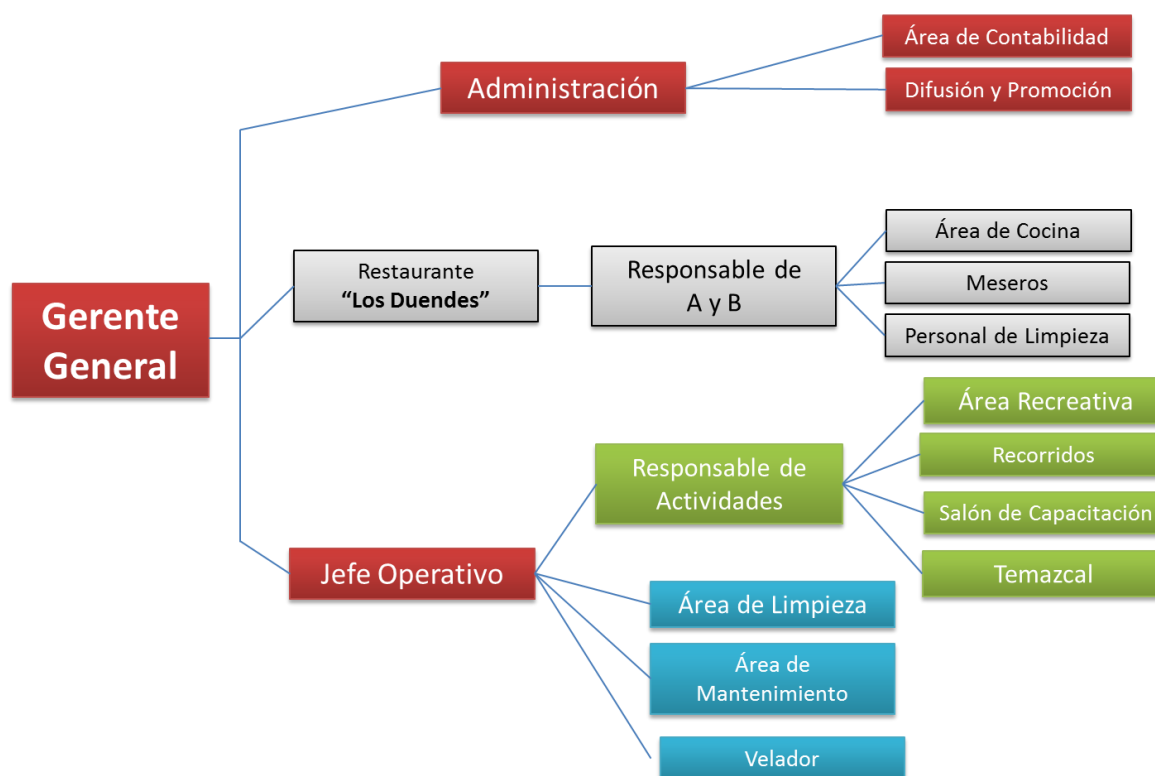 Área de Contabilidad
Administración
Difusión y Promoción
Gerente
General
Restaurante
“Los Duendes”
Responsable de
A y B
Área de Cocina
Meseros
Personal de Limpieza
Jefe Operativo
Responsable de
Actividades
Área Recreativa
Recorridos
Salón de Capacitación
Temazcal
Área de Limpieza
Área de
Mantenimiento
Velador